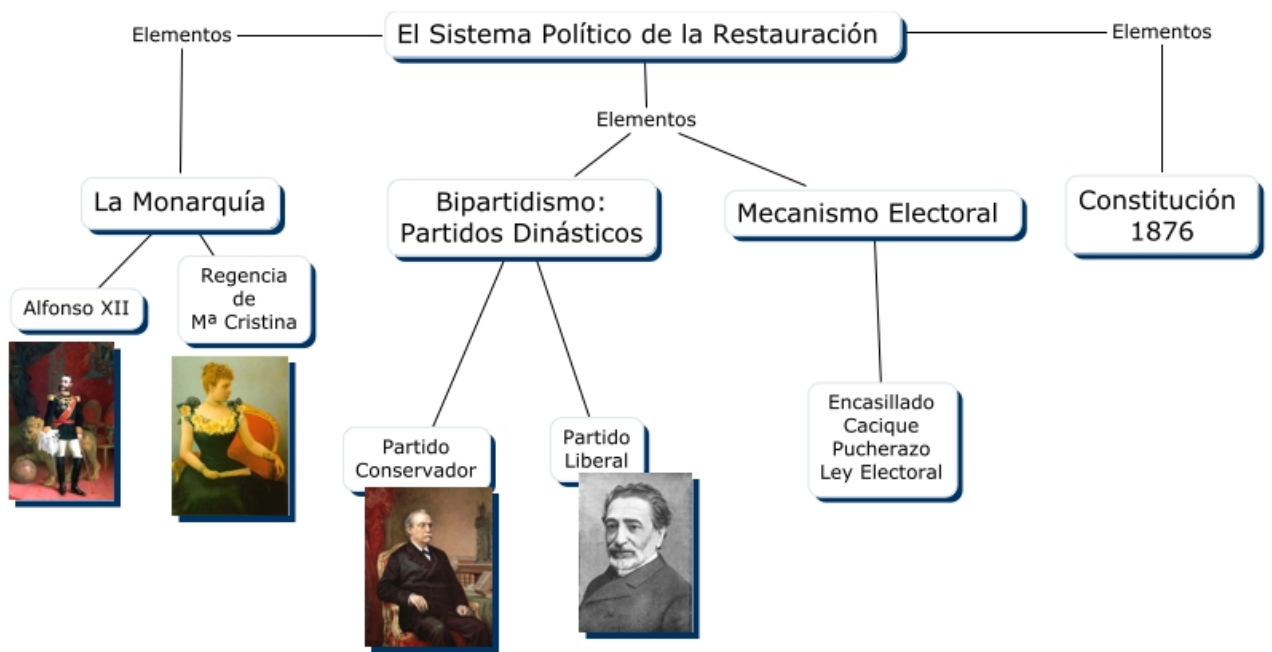 El Sistema Político de la Restauración
Elementos
Elementos
Elementos
La Monarquía
Bipartidismo:
Partidos Dinásticos
Mecanismo Electoral
Constitución
1876
Alfonso XII
Regencia
de
Mª Cristina
Partido
Conservador
Partido
Liberal
Encasillado
Cacique
Pucherazo
Ley Electoral